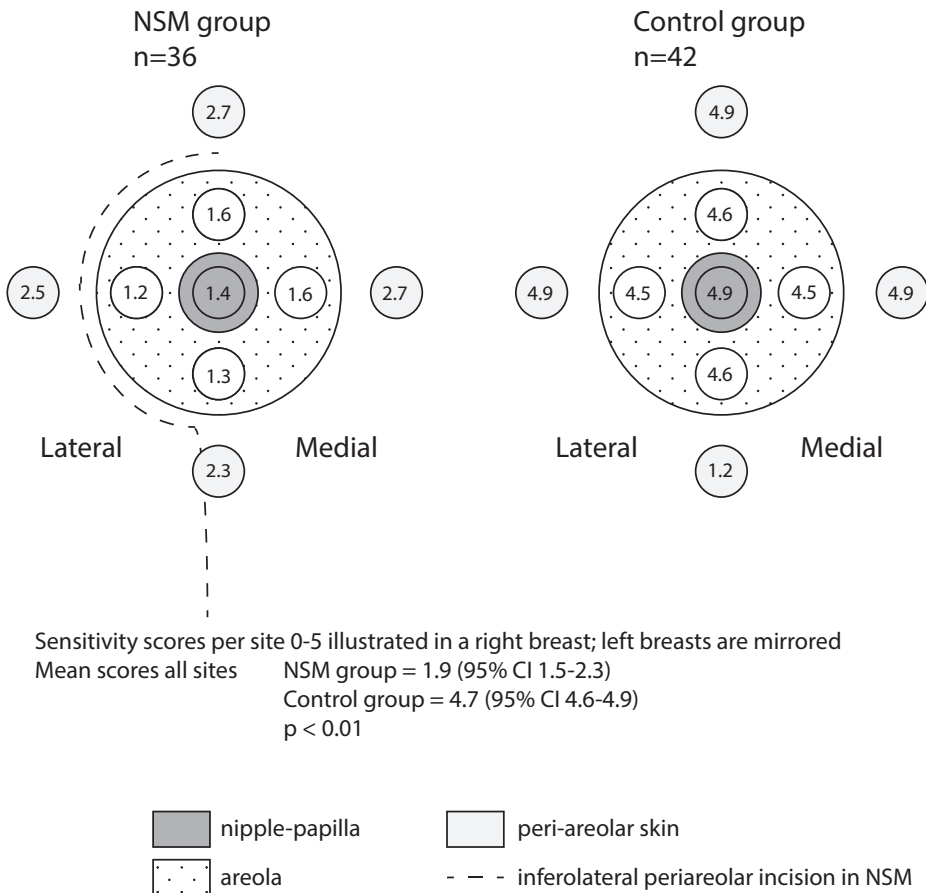 NSM group
n=36
Control group
n=42
2.7
4.9
1.6
4.6
2.5
1.2
1.4
1.6
2.7
4.9
4.5
4.9
4.5
4.9
1.3
4.6
Lateral
Medial
Lateral
Medial
2.3
1.2
Sensitivity scores per site 0-5 illustrated in a right breast; left breasts are mirrored
Mean scores all sites NSM group = 1.9 (95% CI 1.5-2.3)
Control group = 4.7 (95% CI 4.6-4.9)
p < 0.01
nipple-papilla
peri-areolar skin
areola
inferolateral periareolar incision in NSM